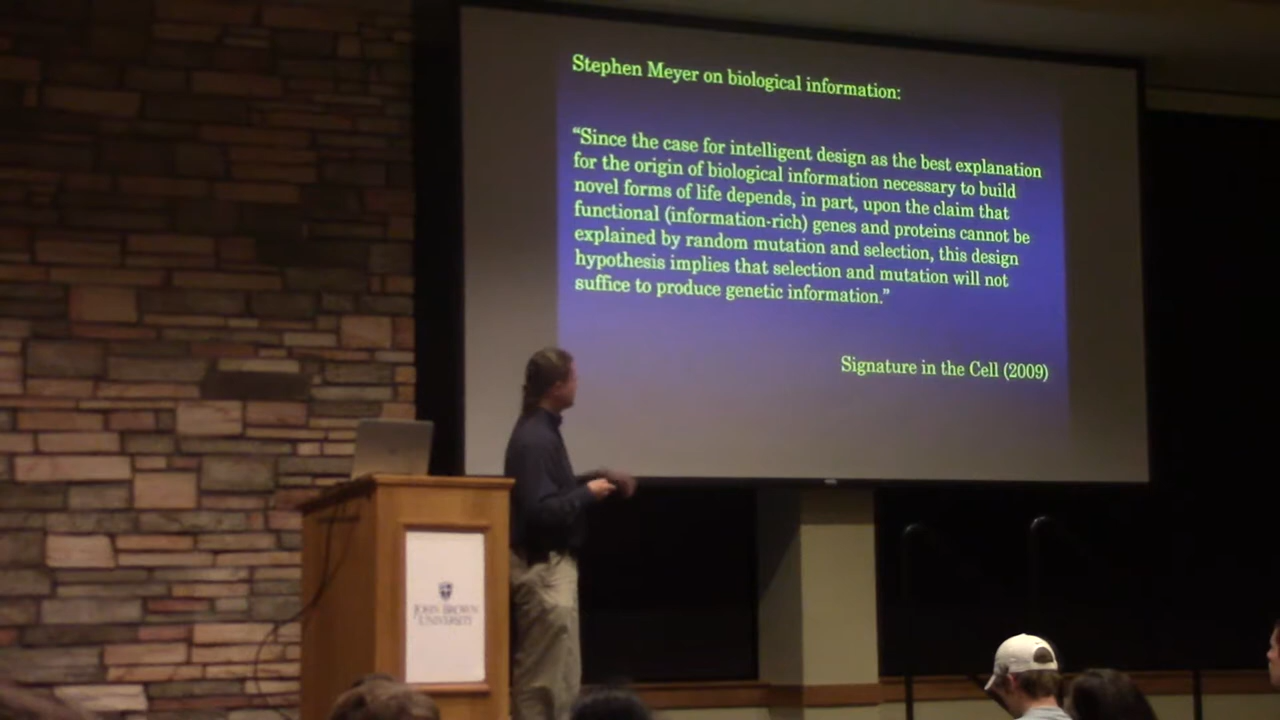 Stephen Meyer on biological information:
“Since the case for intelligent design as the best explanation
for the origin of biological information necessary to build
novel forms of life depends, in part, upon the claim that
functional (information-rich) genes and proteins cannot be
explained by random mutation and selection, this design
hypothesis implies that selection and mutation will not
suffice to produce genetic information.”
Signature in the Cell (2009)
JOHN BROWN
UNIVERSITY